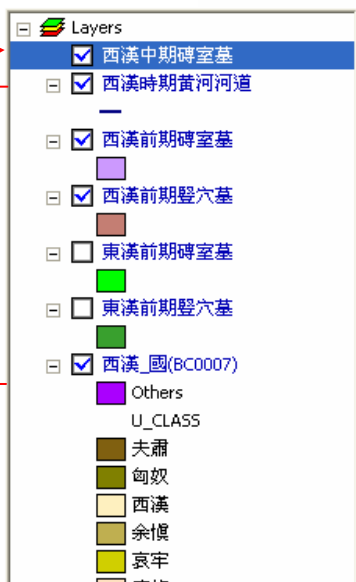 Layers
西漢中期磚室墓
西漢時期黃河河道
西漢前期磚室墓
西漢前期豎穴墓
東漢前期磚室墓
東漢前期豎穴墓
西漢_國(BC0007)
Others
U_CLASS
夫肅
匈奴
西漢
余慎
哀牢